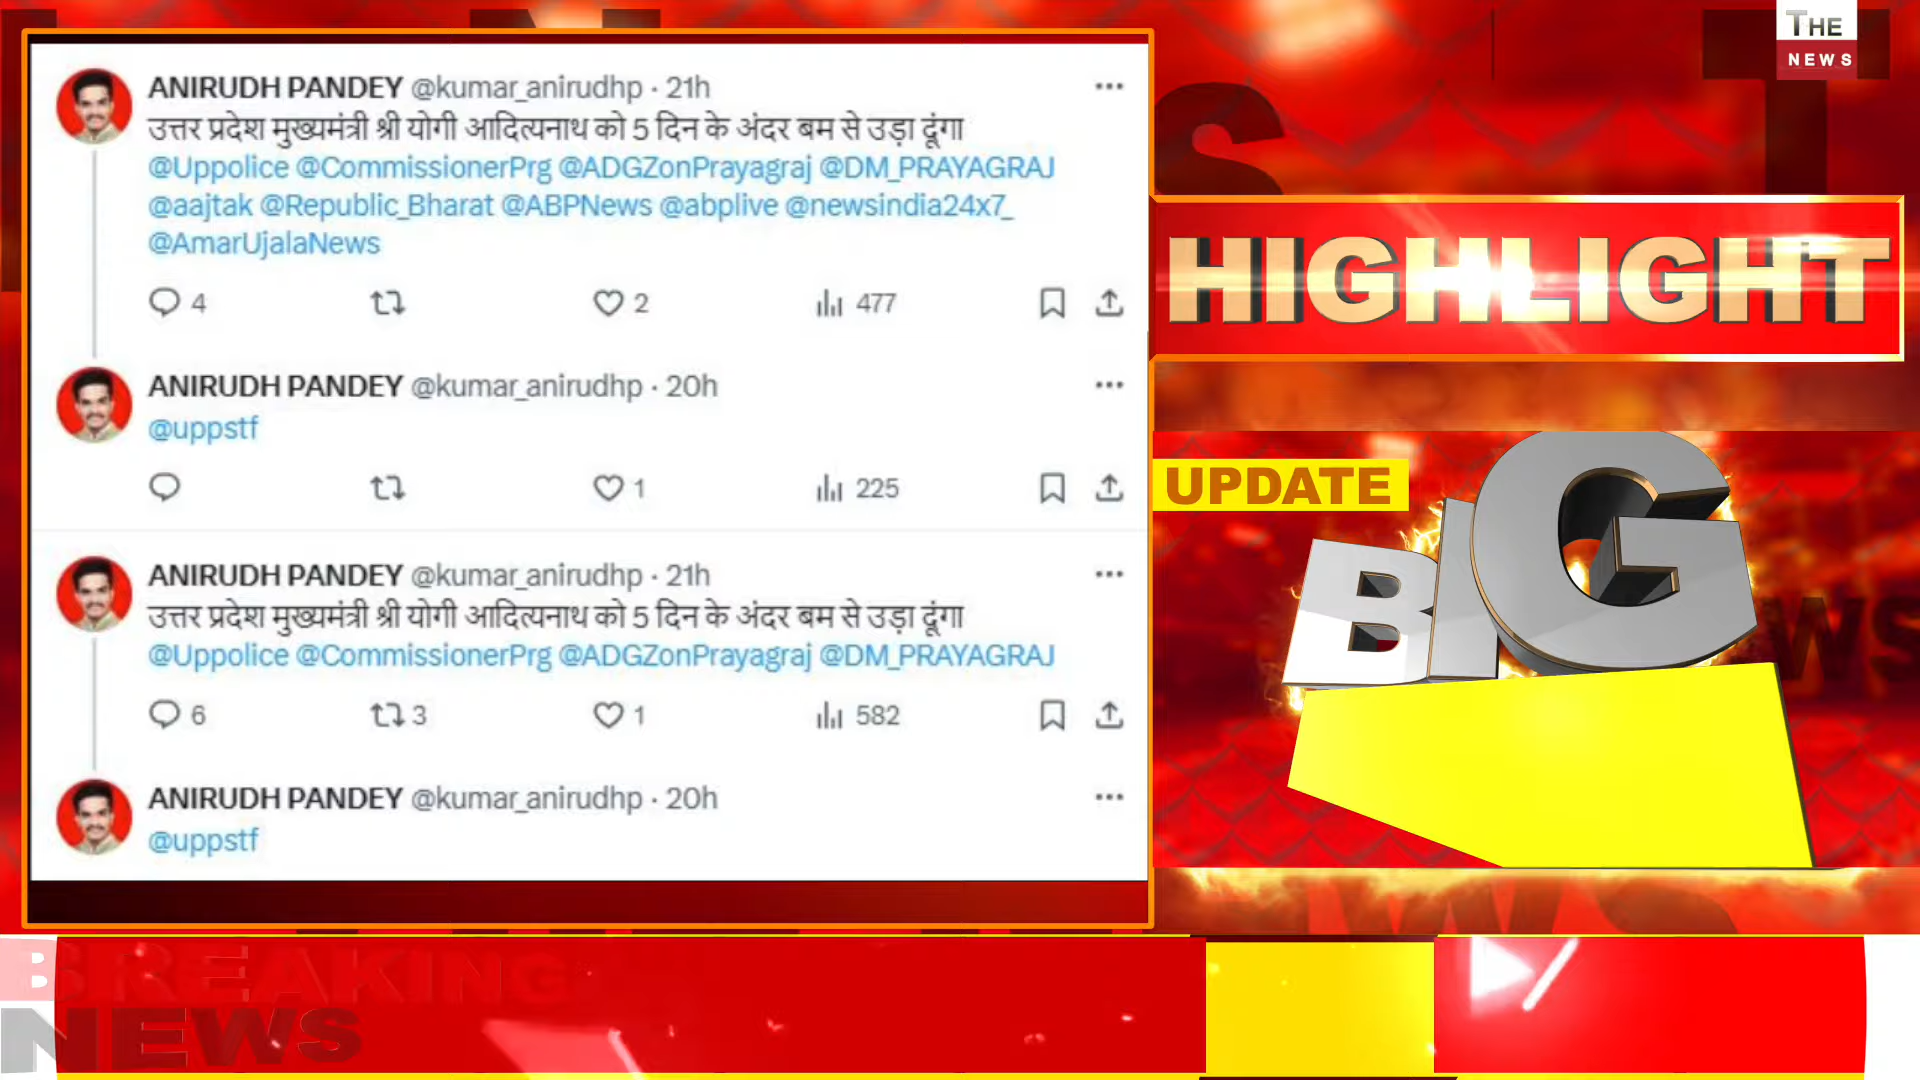 ANIRUDH PANDEY @kumar_anirudhp · 21h
उत्तर प्रदेश मुख्यमंत्री श्री योगी आदित्यनाथ को 5 दिन के अंदर बम से उड़ा दूंगा
@Uppolice @CommissionerPrg @ADGZonPrayagraj @DM_PRAYAGRAJ
@aajtak @Republic_Bharat @ABPNews @abplive @newsindia24x7_
@AmarUjalaNews
4 2 477
ANIRUDH PANDEY @kumar_anirudhp · 20h
@uppstf
1 225
ANIRUDH PANDEY @kumar_anirudhp · 21h
उत्तर प्रदेश मुख्यमंत्री श्री योगी आदित्यनाथ को 5 दिन के अंदर बम से उड़ा दूंगा
@Uppolice @CommissionerPrg @ADGZonPrayagraj @DM_PRAYAGRAJ
6 3 1 582
ANIRUDH PANDEY @kumar_anirudhp · 20h
@uppstf
THE
NEWS
HIGHLIGHT
UPDATE
BIG
BREAKING
NEWS